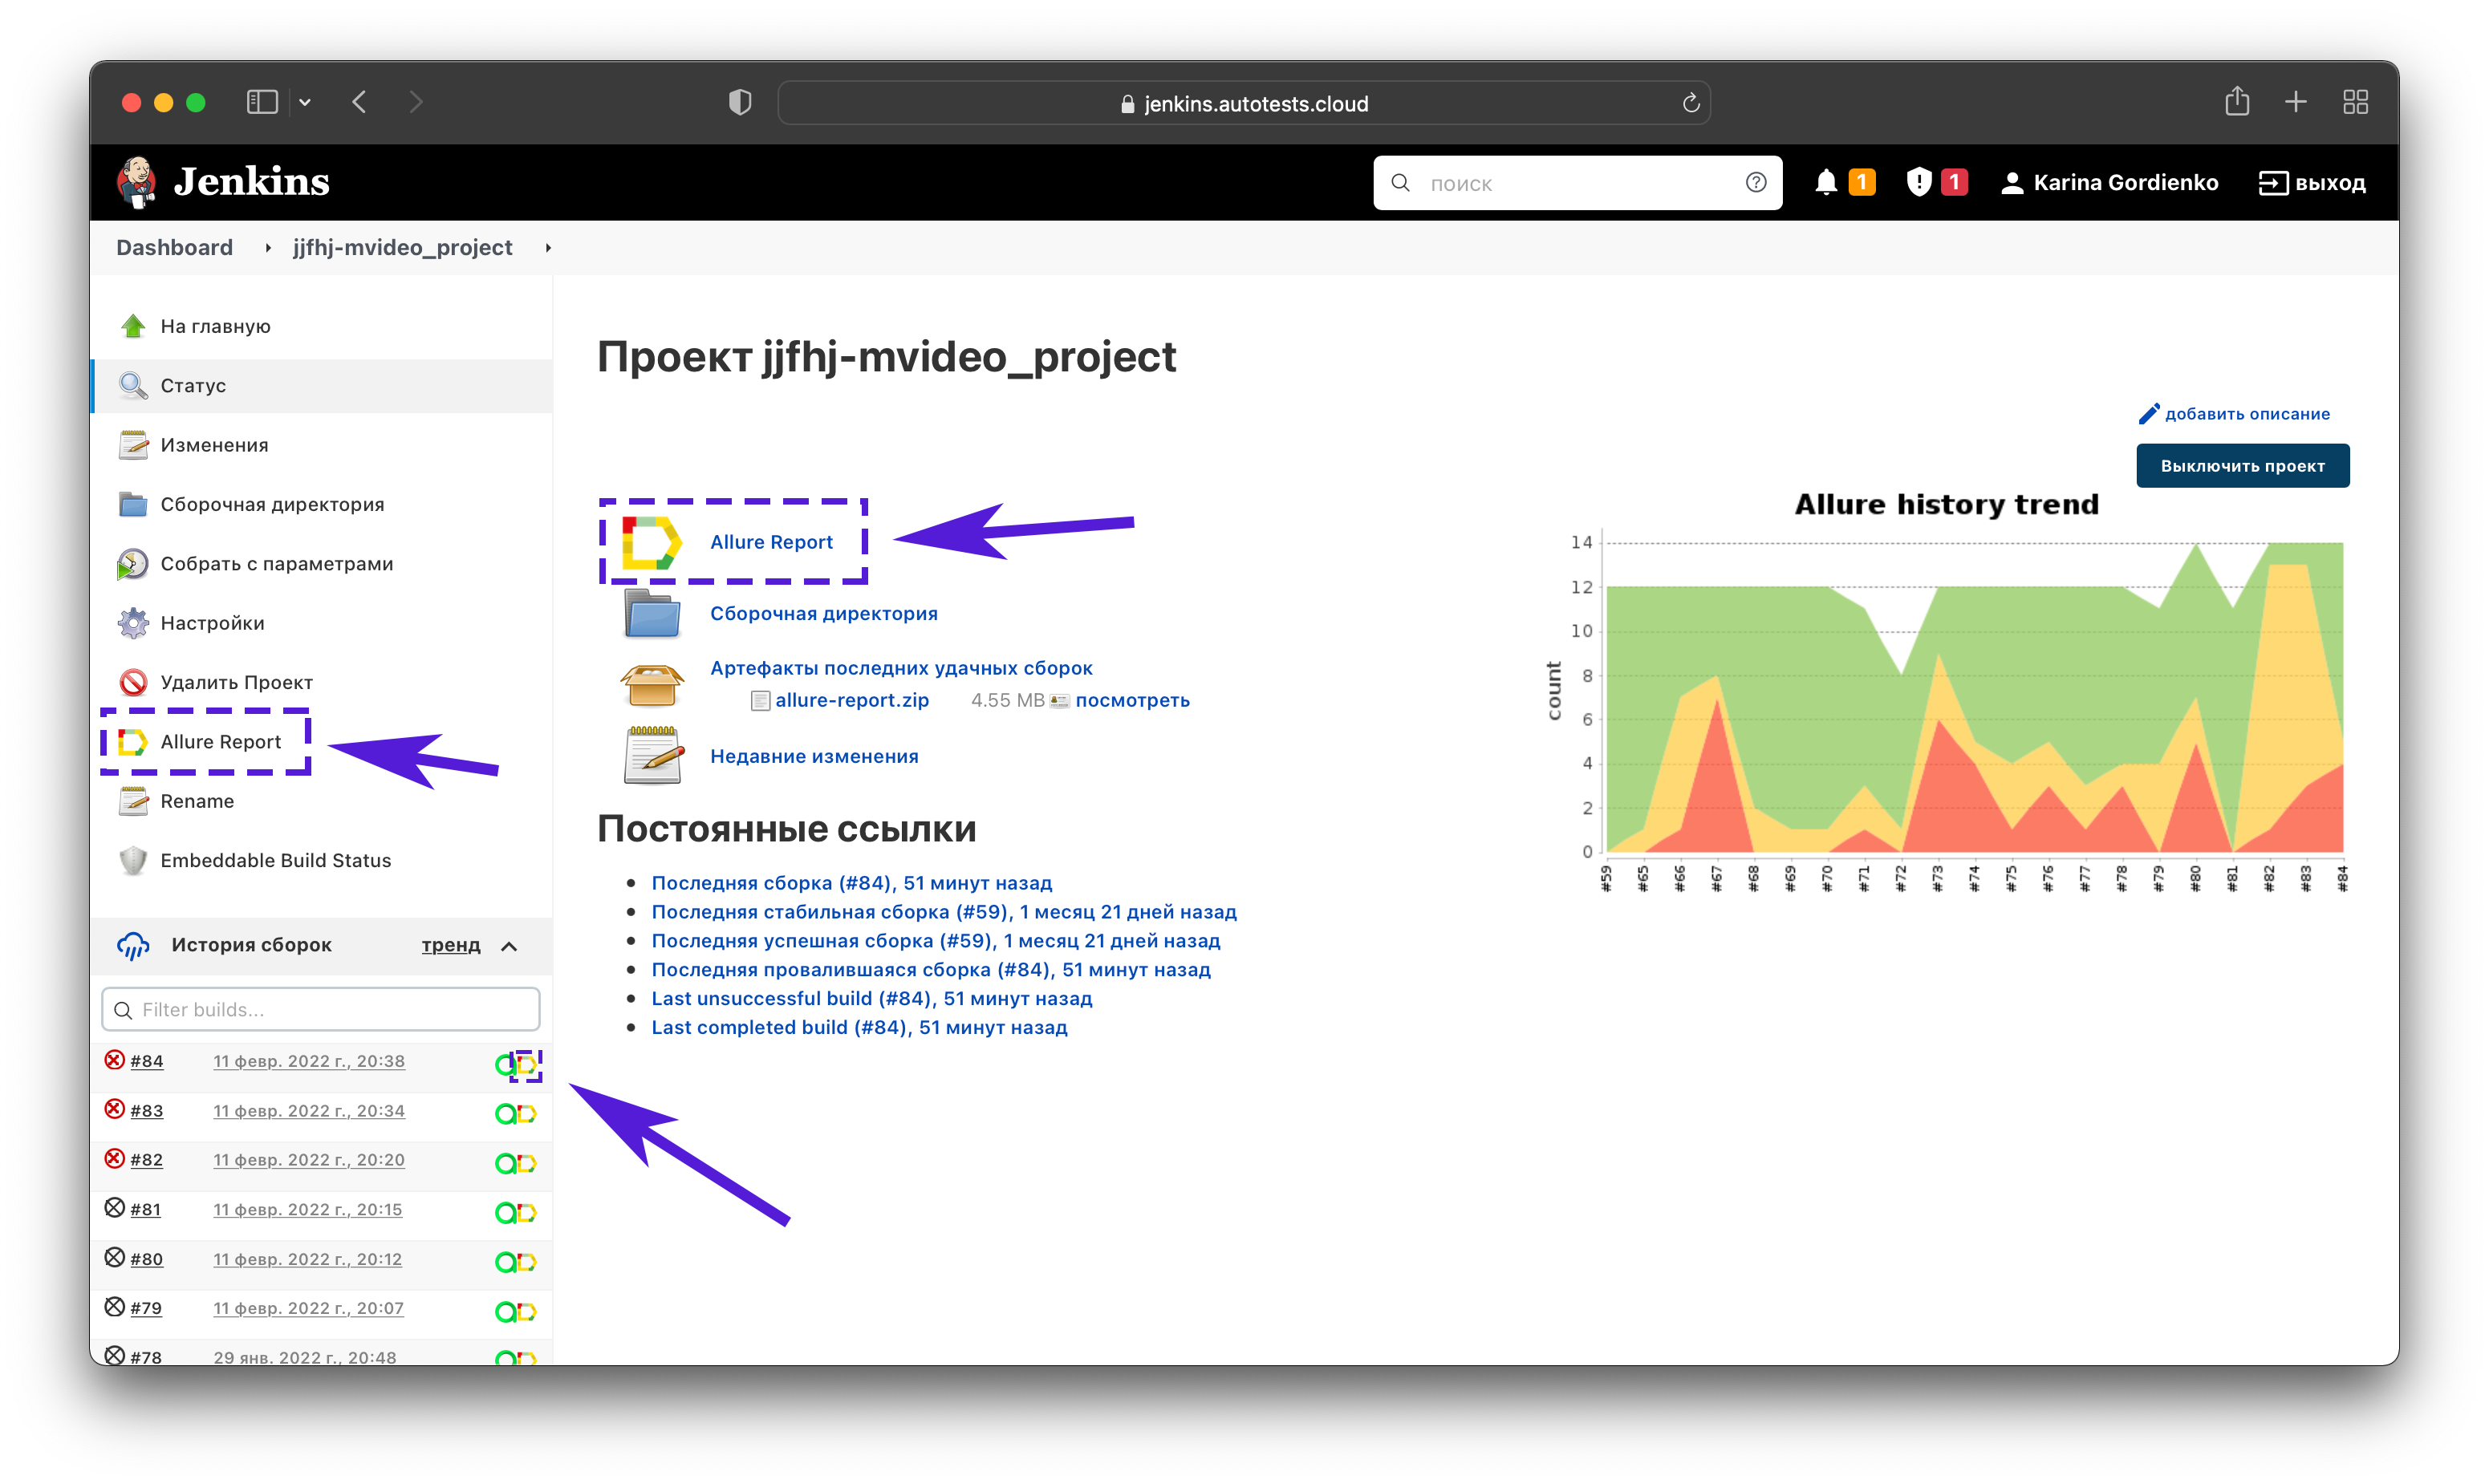 jenkins.autotests.cloud
Jenkins
поиск
1
1
Karina Gordienko
выход
Dashboard
jjfhj-mvideo_project
На главную
Статус
Изменения
Сборочная директория
Собрать с параметрами
Настройки
Удалить Проект
Allure Report
Rename
Embeddable Build Status
История сборок
тренд
Filter builds...
#84 11 февр. 2022 г., 20:38
#83 11 февр. 2022 г., 20:34
#82 11 февр. 2022 г., 20:20
#81 11 февр. 2022 г., 20:15
#80 11 февр. 2022 г., 20:12
#79 11 февр. 2022 г., 20:07
#78 29 янв. 2022 г., 20:48
Проект jjfhj-mvideo_project
добавить описание
Выключить проект
Allure Report
Сборочная директория
Артефакты последних удачных сборок
allure-report.zip 4.55 MB посмотреть
Недавние изменения
Постоянные ссылки
Последняя сборка (#84), 51 минут назад
Последняя стабильная сборка (#59), 1 месяц 21 дней назад
Последняя успешная сборка (#59), 1 месяц 21 дней назад
Последняя провалившаяся сборка (#84), 51 минут назад
Last unsuccessful build (#84), 51 минут назад
Last completed build (#84), 51 минут назад
Allure history trend
count
14
12
10
8
6
4
2
0
#59 #65 #66 #67 #68 #69 #70 #71 #72 #73 #74 #75 #76 #77 #78 #79 #80 #81 #82 #83 #84